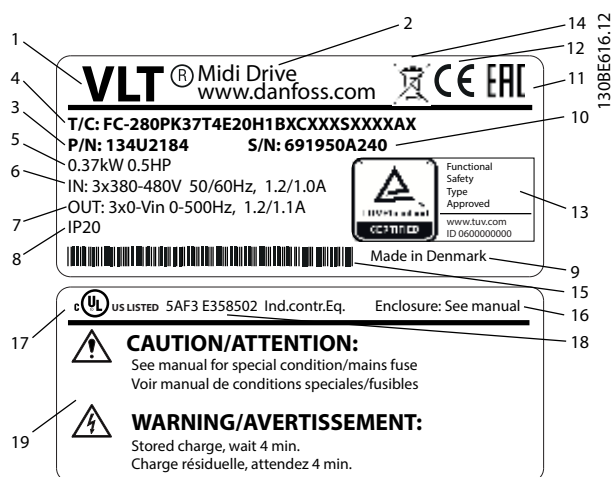 1
2
14
12
130BE616.12
VLT ® Midi Drive
www.danfoss.com
CE EAC
11
4
T/C: FC-280PK37T4E20H1BXCXXXSXXXXAX
3
P/N: 134U2184 S/N: 691950A240
10
5
0.37kW 0.5HP
6
IN: 3x380-480V 50/60Hz, 1.2/1.0A
7
OUT: 3x0-Vin 0-500Hz, 1.2/1.1A
8
IP20
TÜVRheinland
CERTIFIED
Functional
Safety
Type
Approved
www.tuv.com
ID 0600000000
13
Made in Denmark
9
15
17
c UL US LISTED 5AF3 E358502 Ind.contr.Eq. Enclosure: See manual
16
18
CAUTION/ATTENTION:
See manual for special condition/mains fuse
Voir manual de conditions speciales/fusibles
19
WARNING/AVERTISSEMENT:
Stored charge, wait 4 min.
Charge résiduelle, attendez 4 min.